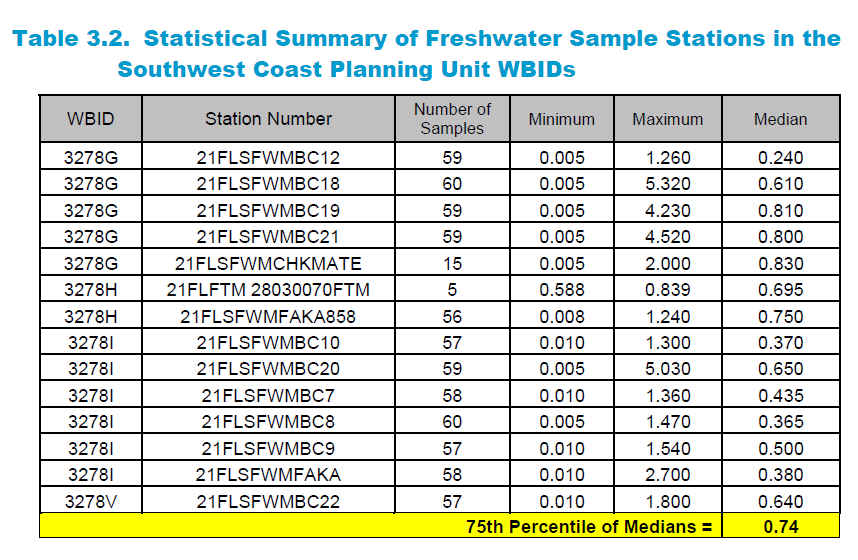 Table 3.2. Statistical Summary of Freshwater Sample Stations in the
Southwest Coast Planning Unit WBIDs
WBID Station Number Number of Samples Minimum Maximum Median
3278G 21FLSFWMBC12 59 0.005 1.260 0.240
3278G 21FLSFWMBC18 60 0.005 5.320 0.610
3278G 21FLSFWMBC19 59 0.005 4.230 0.810
3278G 21FLSFWMBC21 59 0.005 4.520 0.800
3278G 21FLSFWMCHKMATE 15 0.005 2.000 0.830
3278H 21FLFTM 28030070FTM 5 0.588 0.839 0.695
3278H 21FLSFWMFAKA858 56 0.008 1.240 0.750
3278I 21FLSFWMBC10 57 0.010 1.300 0.370
3278I 21FLSFWMBC20 59 0.005 5.030 0.650
3278I 21FLSFWMBC7 58 0.010 1.360 0.435
3278I 21FLSFWMBC8 60 0.005 1.470 0.365
3278I 21FLSFWMBC9 57 0.010 1.540 0.500
3278I 21FLSFWMFAKA 58 0.010 2.700 0.380
3278V 21FLSFWMBC22 57 0.010 1.800 0.640
75th Percentile of Medians = 0.74